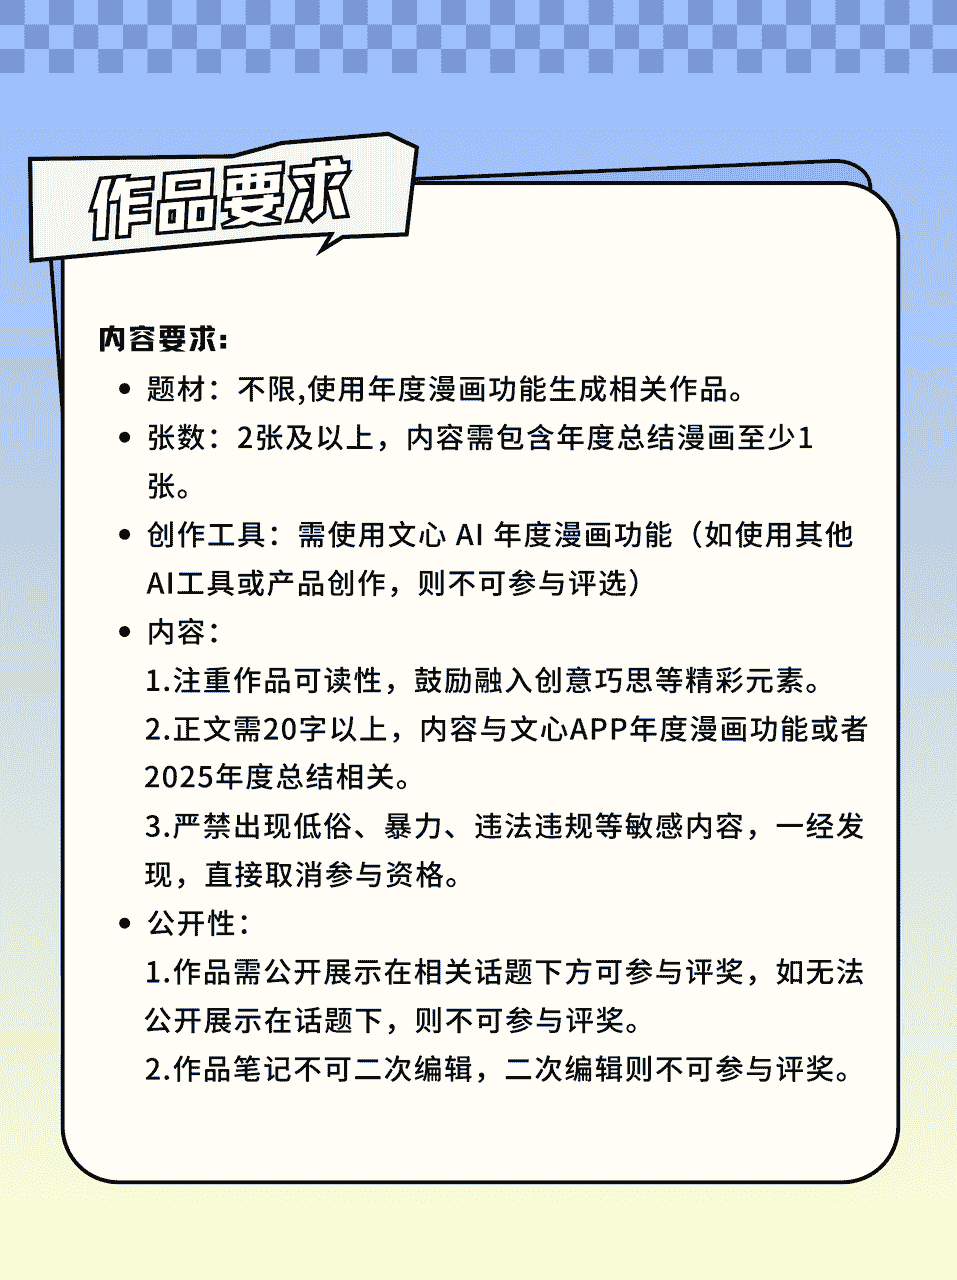 作品要求
内容要求:
• 题材：不限,使用年度漫画功能生成相关作品。
• 张数：2张及以上，内容需包含年度总结漫画至少1
张。
• 创作工具：需使用文心 AI 年度漫画功能（如使用其他
AI工具或产品创作，则不可参与评选）
• 内容：
1.注重作品可读性，鼓励融入创意巧思等精彩元素。
2.正文需20字以上，内容与文心APP年度漫画功能或者
2025年度总结相关。
3.严禁出现低俗、暴力、违法违规等敏感内容，一经发
现，直接取消参与资格。
• 公开性：
1.作品需公开展示在相关话题下方可参与评奖，如无法
公开展示在话题下，则不可参与评奖。
2.作品笔记不可二次编辑，二次编辑则不可参与评奖。